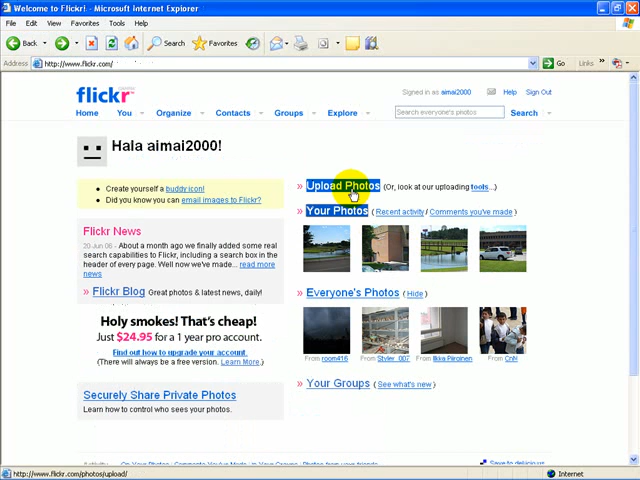 Welcome to Flickr! - Microsoft Internet Explorer
File Edit View Favorites Tools Help
Back Search Favorites
Address http://www.flickr.com/ Go Links
flickr
Signed in as aimai2000 Help Sign Out
Home You Organize Contacts Groups Explore Search everyone's photos Search
Hala aimai2000!
Create yourself a buddy icon!
Did you know you can email images to Flickr?
» Upload Photos (Or, look at our uploading tools...)
» Your Photos ( Recent activity / Comments you've made )
Flickr News
20-Jun-06 - About a month ago we finally added some real
search capabilities to Flickr, including a search box in the
header of every page. Well now we've made... read more
news
» Flickr Blog Great photos & latest news, daily!
» Everyone's Photos ( Hide )
From room416 From Styler_007 From Ilkka Piirginen From CnN
Holy smokes! That's cheap!
Just $24.95 for a 1 year pro account.
Find out how to upgrade your account
(There will always be a free version. Learn More.)
» Your Groups ( See what's new )
Securely Share Private Photos
Learn how to control who sees your photos.
http://www.flickr.com/photos/upload/ Internet